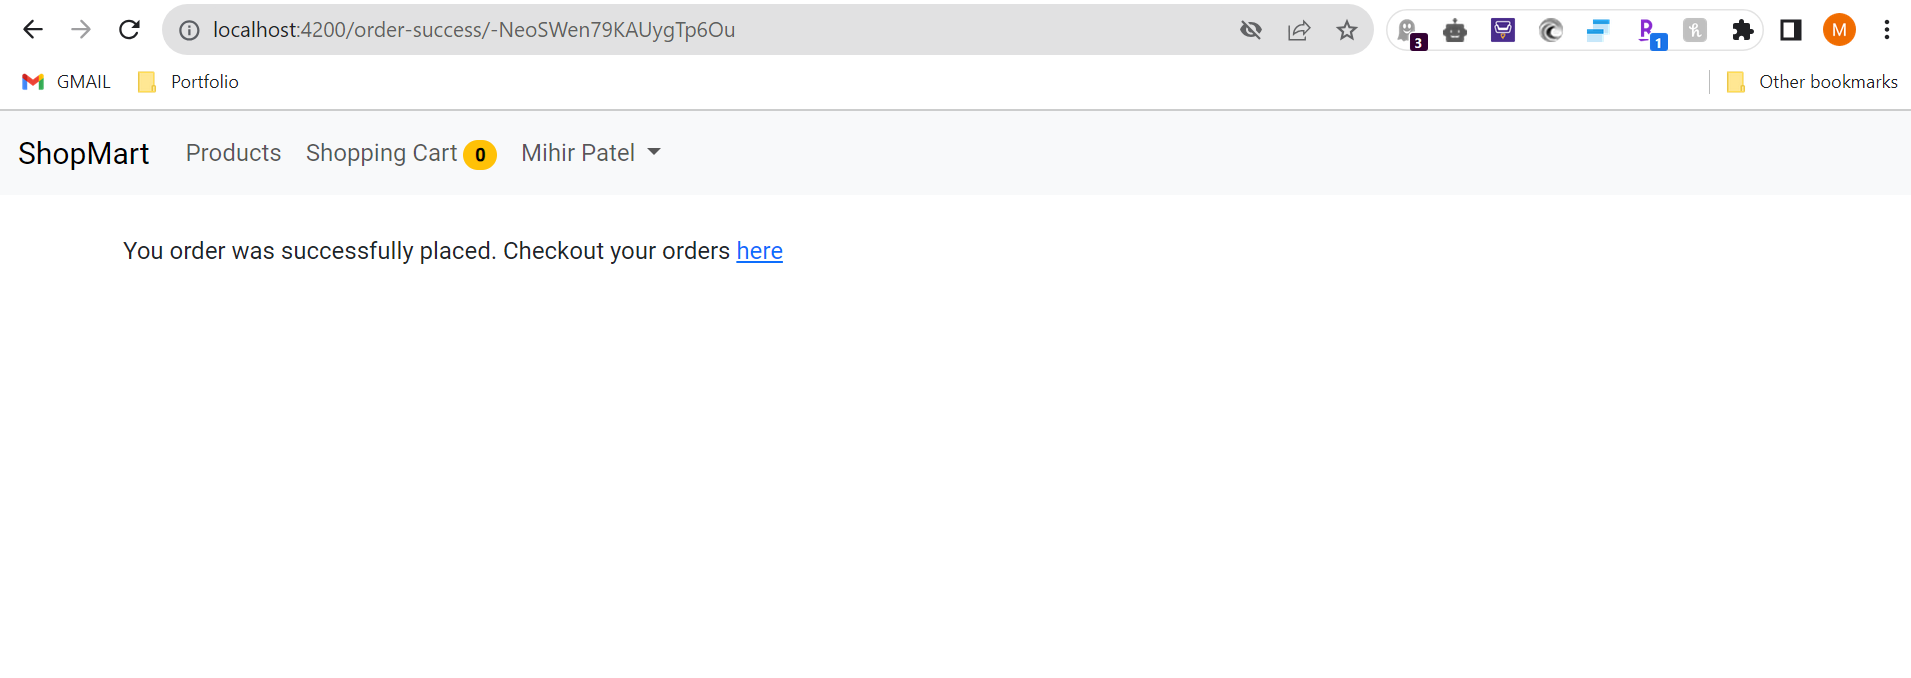 localhost:4200/order-success/-NeoSWen79KAUygTp6Ou
3
1
M
GMAIL Portfolio Other bookmarks
ShopMart Products Shopping Cart 0 Mihir Patel
You order was successfully placed. Checkout your orders here